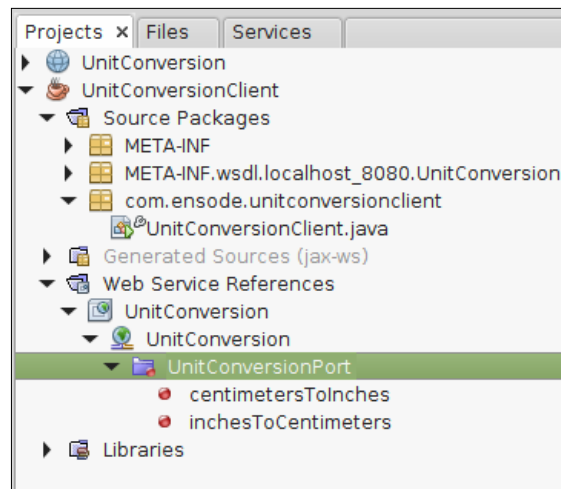 Projects × Files Services
UnitConversion
UnitConversionClient
Source Packages
META-INF
META-INF.wsdl.localhost_8080.UnitConversion
com.ensode.unitconversionclient
UnitConversionClient.java
Generated Sources (jax-ws)
Web Service References
UnitConversion
UnitConversion
UnitConversionPort
centimetersToInches
inchesToCentimeters
Libraries